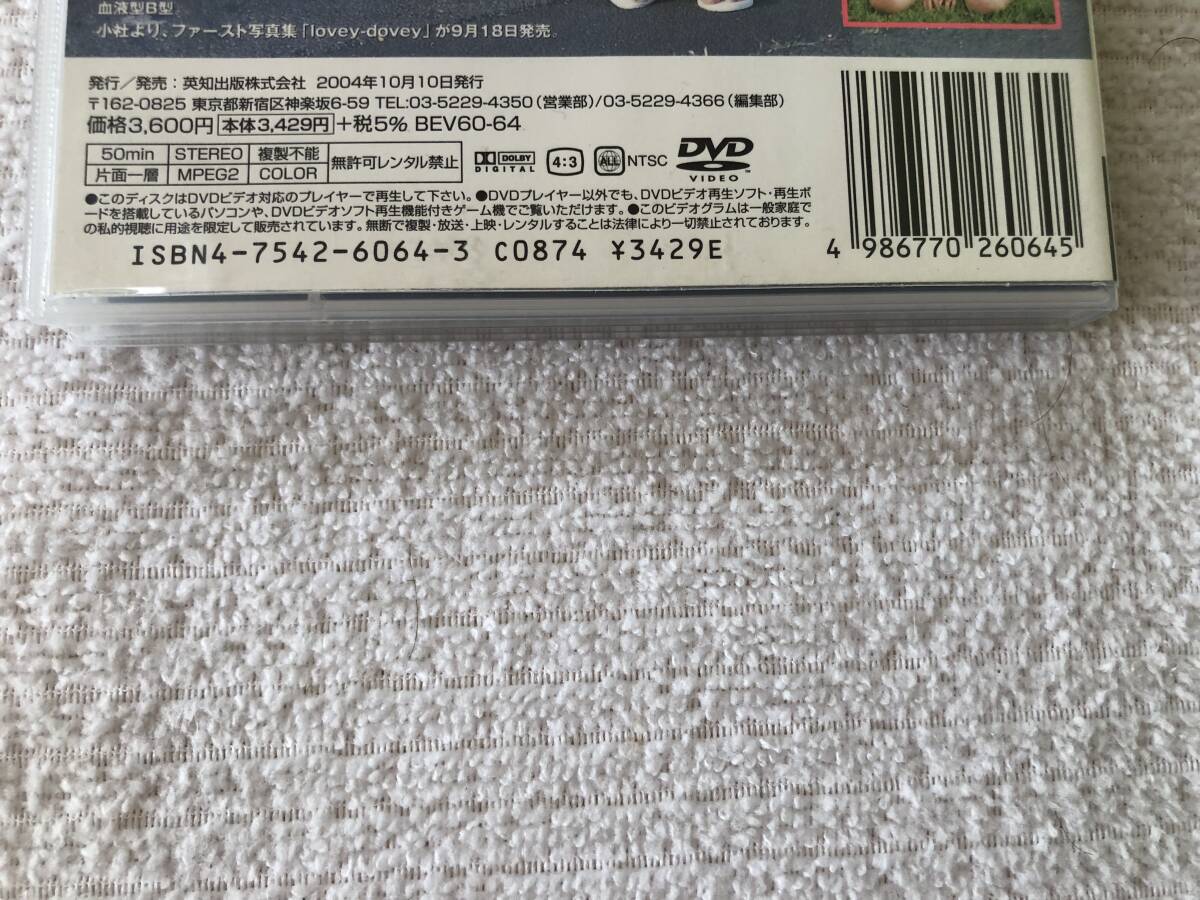 血液型B型
小社より、ファースト写真集「lovey-dovey」が9月18日発売。
発行／発売：英知出版株式会社 2004年10月10日発行
〒162-0825 東京都新宿区神楽坂6-59 TEL:03-5229-4350（営業部）/03-5229-4366（編集部）
価格3,600円 本体3,429円 +税5% BEV60-64
50min STEREO 複製不能 無許可レンタル禁止
片面一層 MPEG2 COLOR
DOLBY DIGITAL 4:3 ALL NTSC DVD VIDEO
●このディスクはDVDビデオ対応のプレイヤーで再生して下さい。●DVDプレイヤー以外でも、DVDビデオ再生ソフト・再生ボ
ードを搭載しているパソコンや、DVDビデオソフト再生機能付きゲーム機でご覧いただけます。●このビデオグラムは一般家庭で
の私的視聴に用途を限定して販売されています。無断で複製・放送・上映・レンタルすることは法律により一切禁止されております。
ISBN4-7542-6064-3 C0874 ¥3429E
4 986770 260645